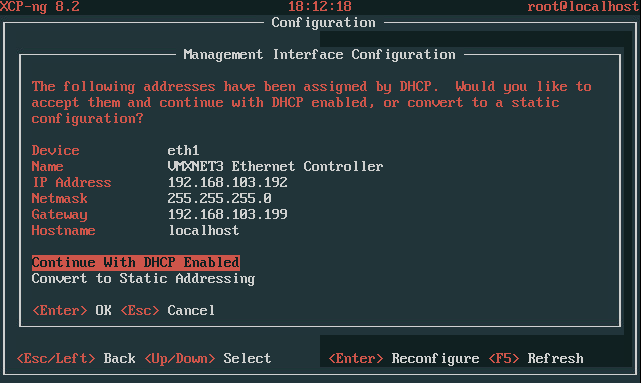 XCP-ng 8.2 18:12:18 root@localhost
Configuration
Management Interface Configuration
The following addresses have been assigned by DHCP. Would you like to
accept them and continue with DHCP enabled, or convert to a static
configuration?
Device eth1
Name VMXNET3 Ethernet Controller
IP Address 192.168.103.192
Netmask 255.255.255.0
Gateway 192.168.103.199
Hostname localhost
Continue With DHCP Enabled
Convert to Static Addressing
<Enter> OK <Esc> Cancel
<Esc/Left> Back <Up/Down> Select <Enter> Reconfigure <F5> Refresh